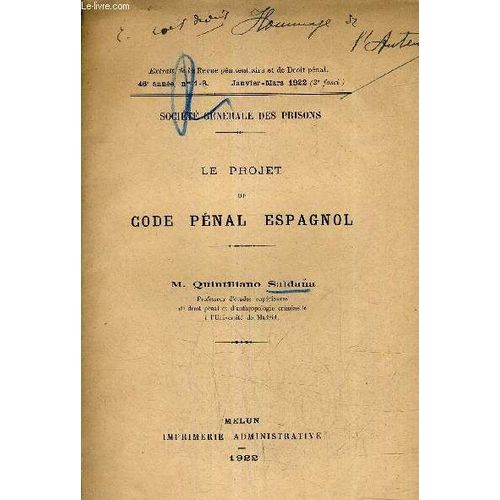 le-livre.com
Hommage de
l'Auteur
Extrait de la Revue pénitentiaire et de Droit pénal.
46e année, nos 1-3. Janvier-Mars 1922 (3e fasc.)
SOCIÉTÉ GÉNÉRALE DES PRISONS
LE PROJET
DE
CODE PÉNAL ESPAGNOL
M. Quintiliano Saldaña
Professeur d'études supérieures
de droit pénal et d'anthropologie criminelle
à l'Université de Madrid.
MELUN
IMPRIMERIE ADMINISTRATIVE
1922